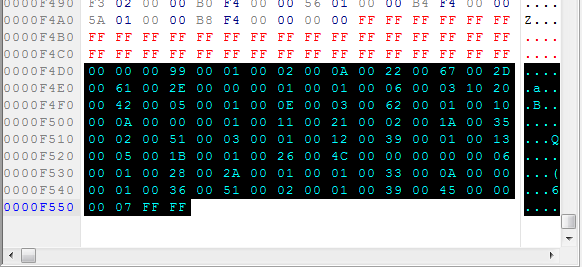 0000F490 F3 02 00 00 B0 F4 00 00 56 01 00 00 B4 F4 00 00 ....
0000F4A0 5A 01 00 00 B8 F4 00 00 00 00 FF FF FF FF FF FF Z...
0000F4B0 FF FF FF FF FF FF FF FF FF FF FF FF FF FF FF FF ....
0000F4C0 FF FF FF FF FF FF FF FF FF FF FF FF FF FF FF FF ....
0000F4D0 00 00 00 99 00 01 00 02 00 0A 00 22 00 67 00 2D ....
0000F4E0 00 61 00 2E 00 00 00 01 00 01 00 06 00 03 10 20 .a..
0000F4F0 00 42 00 05 00 01 00 0E 00 03 00 62 00 01 00 10 .B..
0000F500 00 0A 00 00 00 01 00 11 00 21 00 02 00 1A 00 35 ....
0000F510 00 02 00 51 00 03 00 01 00 12 00 39 00 01 00 13 ...Q
0000F520 00 05 00 1B 00 01 00 26 00 4C 00 00 00 00 00 06 ....
0000F530 00 01 00 28 00 2A 00 01 00 01 00 33 00 0A 00 00 ...(
0000F540 00 01 00 36 00 51 00 02 00 01 00 39 00 45 00 00 ...6
0000F550 00 07 FF FF ....